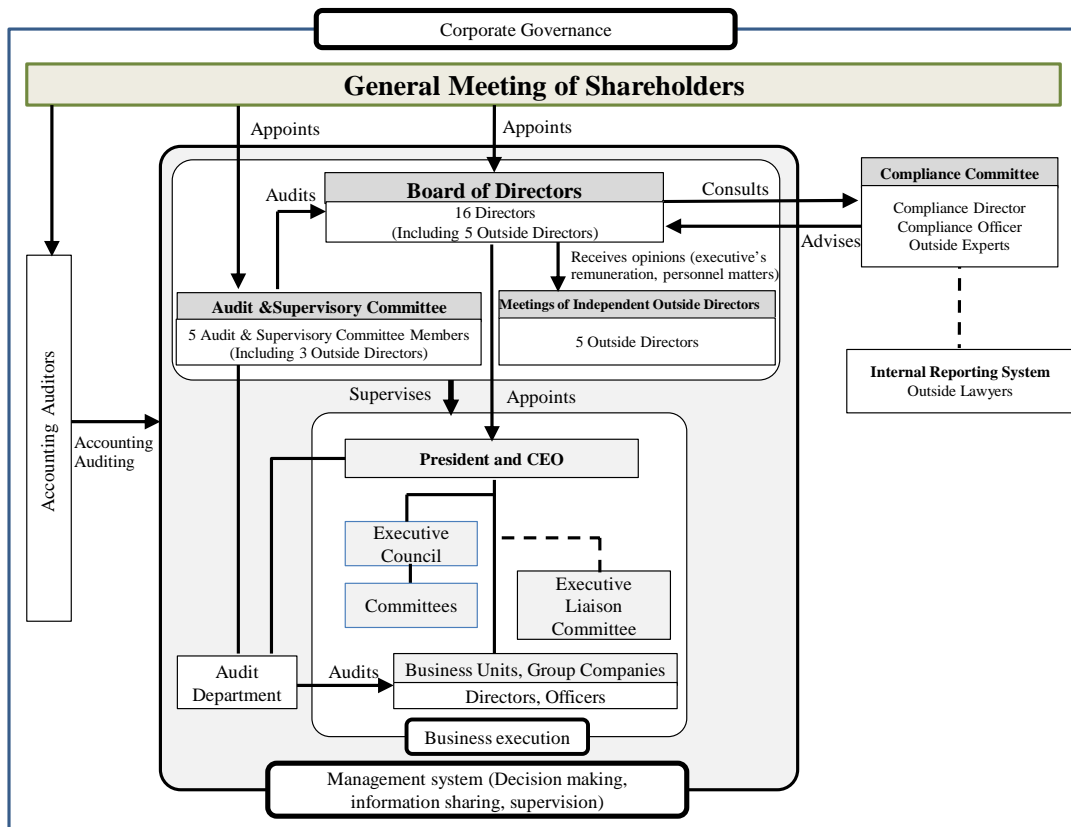 Corporate Governance
General Meeting of Shareholders
Appoints
Appoints
Board of Directors
16 Directors
(Including 5 Outside Directors)
Audits
Consults
Advises
Compliance Committee
Compliance Director
Compliance Officer
Outside Experts
Receives opinions (executive's
remuneration, personnel matters)
Audit &Supervisory Committee
5 Audit & Supervisory Committee Members
(Including 3 Outside Directors)
Meetings of Independent Outside Directors
5 Outside Directors
Internal Reporting System
Outside Lawyers
Accounting Auditors
Accounting
Auditing
Supervises
Appoints
President and CEO
Executive
Council
Committees
Executive
Liaison
Committee
Audit
Department
Audits
Business Units, Group Companies
Directors, Officers
Business execution
Management system (Decision making,
information sharing, supervision)